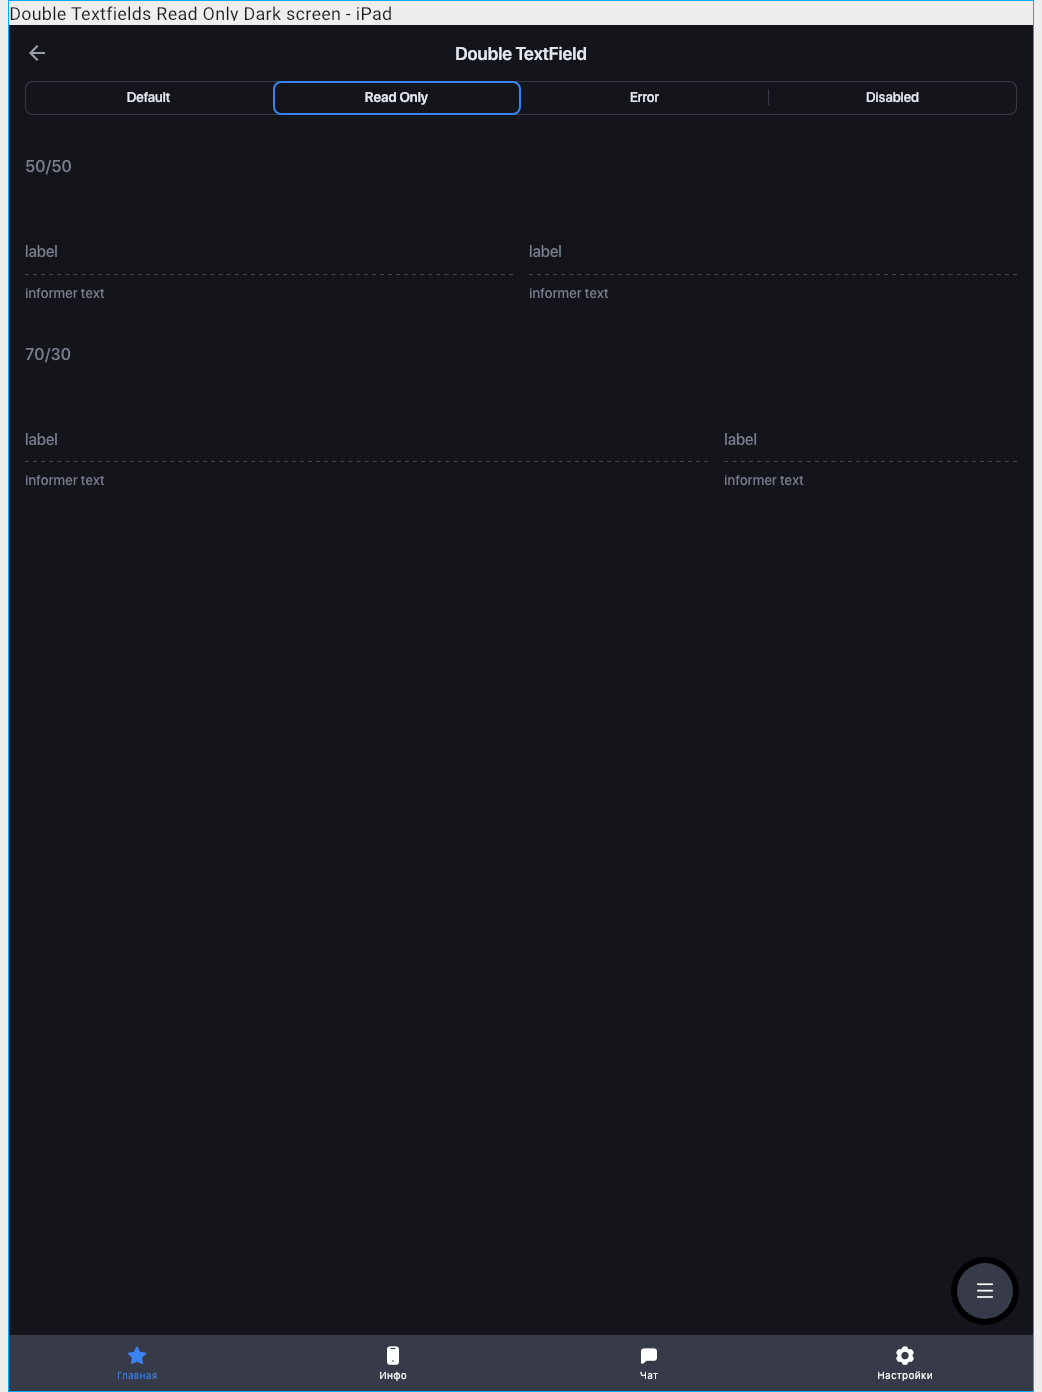 Double Textfields Read Only Dark screen - iPad
Double TextField
Default Read Only Error Disabled
50/50
label label
informer text informer text
70/30
label label
informer text informer text
Главная Инфо Чат Настройки